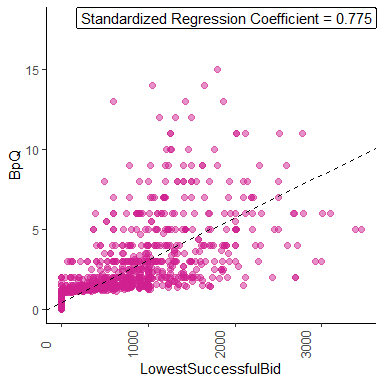 Standardized Regression Coefficient = 0.775
15
10
5
0
BpQ
0
1000
2000
3000
LowestSuccessfulBid